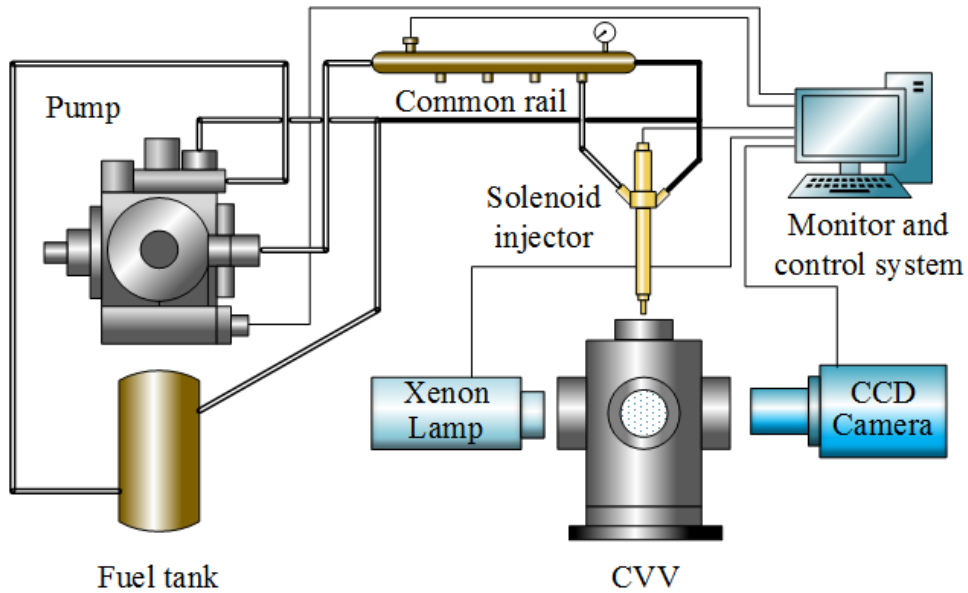 Pump
Common rail
Solenoid
injector
Monitor and
control system
Xenon
Lamp
CCD
Camera
Fuel tank
CVV